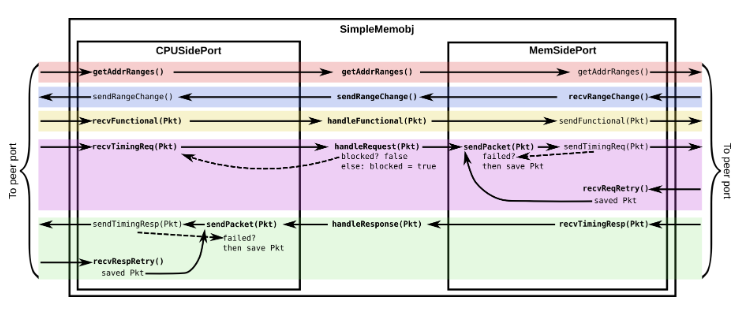 SimpleMemobj
CPUSidePort
MemSidePort
To peer port
getAddrRanges()
getAddrRanges()
getAddrRanges()
sendRangeChange()
sendRangeChange()
recvRangeChange()
recvFunctional(Pkt)
handleFunctional(Pkt)
sendFunctional(Pkt)
recvTimingReq(Pkt)
handleRequest(Pkt)
blocked? false
else: blocked = true
sendPacket(Pkt)
failed?
then save Pkt
sendTimingReq(Pkt)
recvReqRetry()
saved Pkt
sendTimingResp(Pkt)
sendPacket(Pkt)
failed?
then save Pkt
handleResponse(Pkt)
recvTimingResp(Pkt)
recvRespRetry()
saved Pkt
To peer port